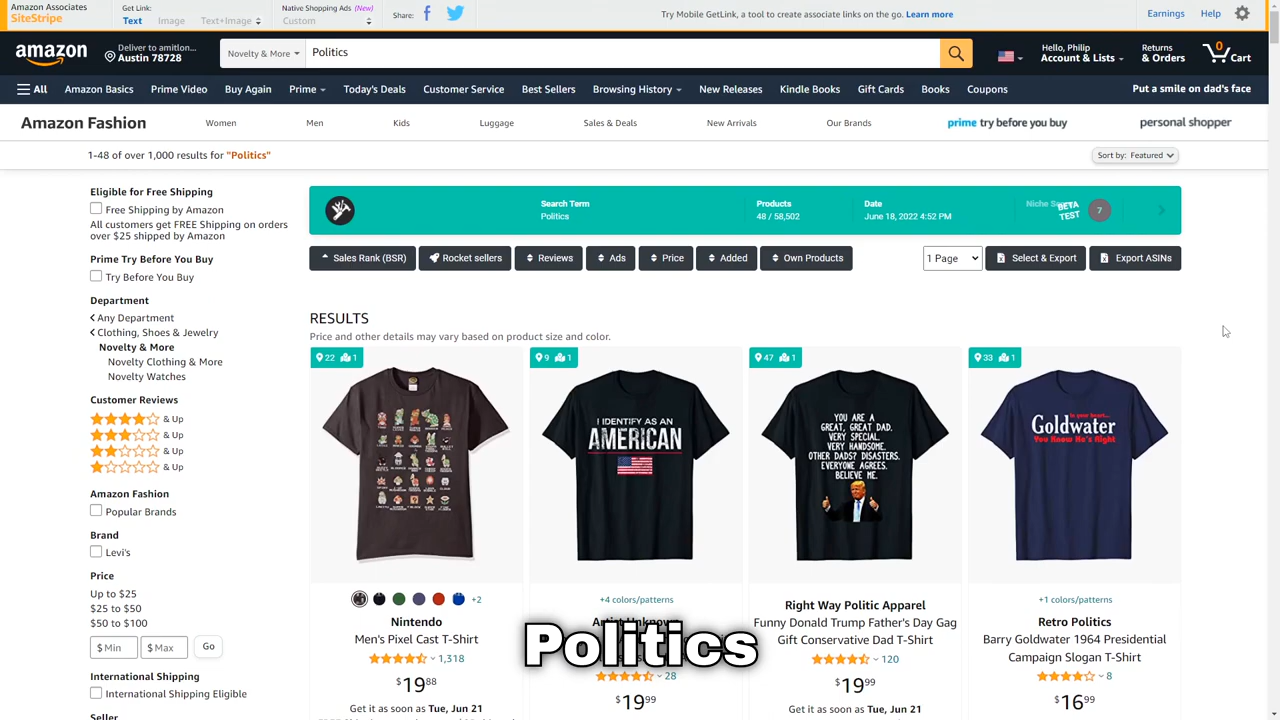 Amazon Associates
SiteStripe
Get Link:
Text Image Text+Image
Native Shopping Ads (New)
Custom
Share:
Try Mobile GetLink, a tool to create associate links on the go. Learn more
Earnings Help
amazon
Deliver to amitlon...
Austin 78728
Novelty & More
Politics
Hello, Philip
Account & Lists
Returns
& Orders
0
Cart
All Amazon Basics Prime Video Buy Again Prime Today's Deals Customer Service Best Sellers Browsing History New Releases Kindle Books Gift Cards Books Coupons Put a smile on dad's face
Amazon Fashion Women Men Kids Luggage Sales & Deals New Arrivals Our Brands prime try before you buy personal shopper
1-48 of over 1,000 results for "Politics"
Sort by: Featured
Eligible for Free Shipping
Free Shipping by Amazon
All customers get FREE Shipping on orders
over $25 shipped by Amazon
Prime Try Before You Buy
Try Before You Buy
Department
Any Department
Clothing, Shoes & Jewelry
Novelty & More
Novelty Clothing & More
Novelty Watches
Customer Reviews
& Up
& Up
& Up
& Up
Amazon Fashion
Popular Brands
Brand
Levi's
Price
Up to $25
$25 to $50
$50 to $100
$ Min $ Max Go
International Shipping
International Shipping Eligible
Seller
Search Term
Politics
Products
48 / 58,502
Date
June 18, 2022 4:52 PM
BETA
TEST
7
Sales Rank (BSR) Rocket sellers Reviews Ads Price Added Own Products 1 Page Select & Export Export ASINs
RESULTS
Price and other details may vary based on product size and color.
22 1
+2
Nintendo
Men's Pixel Cast T-Shirt
1,318
$19.88
Get it as soon as Tue, Jun 21
9 1
I IDENTIFY AS AN
AMERICAN
+4 colors/patterns
28
$19.99
47 1
YOU ARE A
GREAT, GREAT DAD.
VERY SPECIAL.
VERY HANDSOME.
OTHER DADS? DISASTERS.
EVERYONE AGREES.
BELIEVE ME.
Right Way Politic Apparel
Funny Donald Trump Father's Day Gag
Gift Conservative Dad T-Shirt
120
$19.99
Get it as soon as Tue, Jun 21
33 1
In your heart...
Goldwater
You Know He's Right
+1 colors/patterns
Retro Politics
Barry Goldwater 1964 Presidential
Campaign Slogan T-Shirt
8
$16.99
Politics